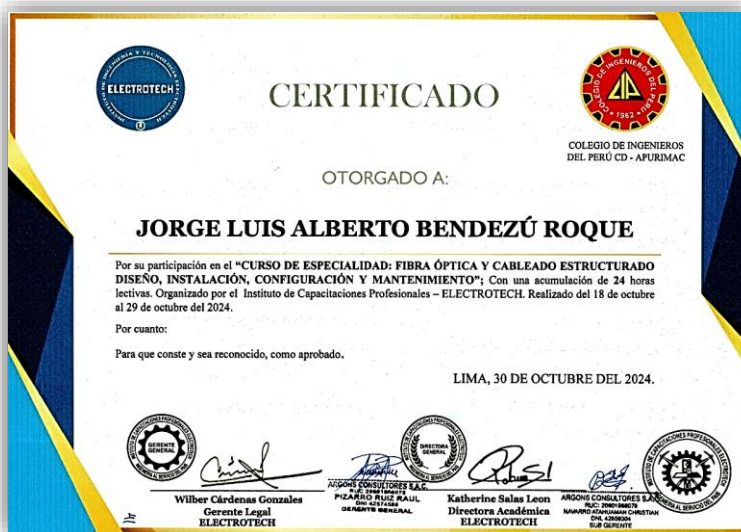 ELECTROTECH
CERTIFICADO
COLEGIO DE INGENIEROS DEL PERÚ
1962
COLEGIO DE INGENIEROS
DEL PERÚ CD - APURIMAC
OTORGADO A:
JORGE LUIS ALBERTO BENDEZÚ ROQUE
Por su participación en el “CURSO DE ESPECIALIDAD: FIBRA ÓPTICA Y CABLEADO ESTRUCTURADO
DISEÑO, INSTALACIÓN, CONFIGURACIÓN Y MANTENIMIENTO”; Con una acumulación de 24 horas
lectivas. Organizado por el Instituto de Capacitaciones Profesionales – ELECTROTECH. Realizado del 18 de octubre
al 29 de octubre del 2024.
Por cuanto:
Para que conste y sea reconocido, como aprobado.
LIMA, 30 DE OCTUBRE DEL 2024.
GERENTE
GENERAL
DIRECTORA
GENERAL
Wilber Cárdenas Gonzales
Gerente Legal
ELECTROTECH
ARGONS CONSULTORES S.A.C.
PIZARRO RUIZ RAUL
GERENTE GENERAL
Katherine Salas Leon
Directora Académica
ELECTROTECH
ARGONS CONSULTORES S.A.C.
SUB GERENTE